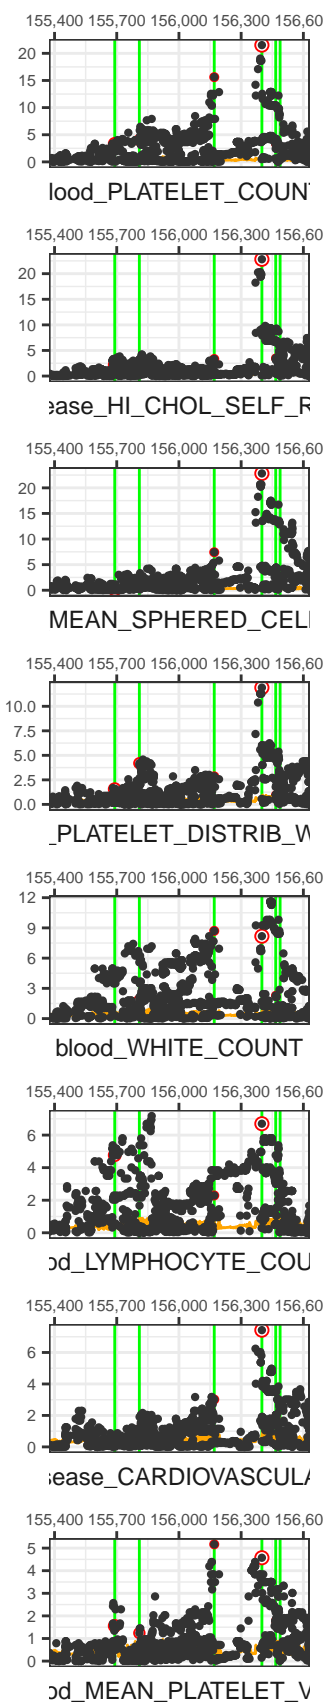 155,400 155,700 156,000 156,300 156,60
20
15
10
5
0
lood_PLATELET_COUN
155,400 155,700 156,000 156,300 156,60
20
15
10
5
0
ease_HI_CHOL_SELF_R
155,400 155,700 156,000 156,300 156,60
20
15
10
5
0
MEAN_SPHERED_CEL
155,400 155,700 156,000 156,300 156,60
10.0
7.5
5.0
2.5
0.0
_PLATELET_DISTRIB_W
155,400 155,700 156,000 156,300 156,60
12
9
6
3
0
blood_WHITE_COUNT
155,400 155,700 156,000 156,300 156,60
6
4
2
0
od_LYMPHOCYTE_COU
155,400 155,700 156,000 156,300 156,60
6
4
2
0
sease_CARDIOVASCULA
155,400 155,700 156,000 156,300 156,60
5
4
3
2
1
0
od_MEAN_PLATELET_V